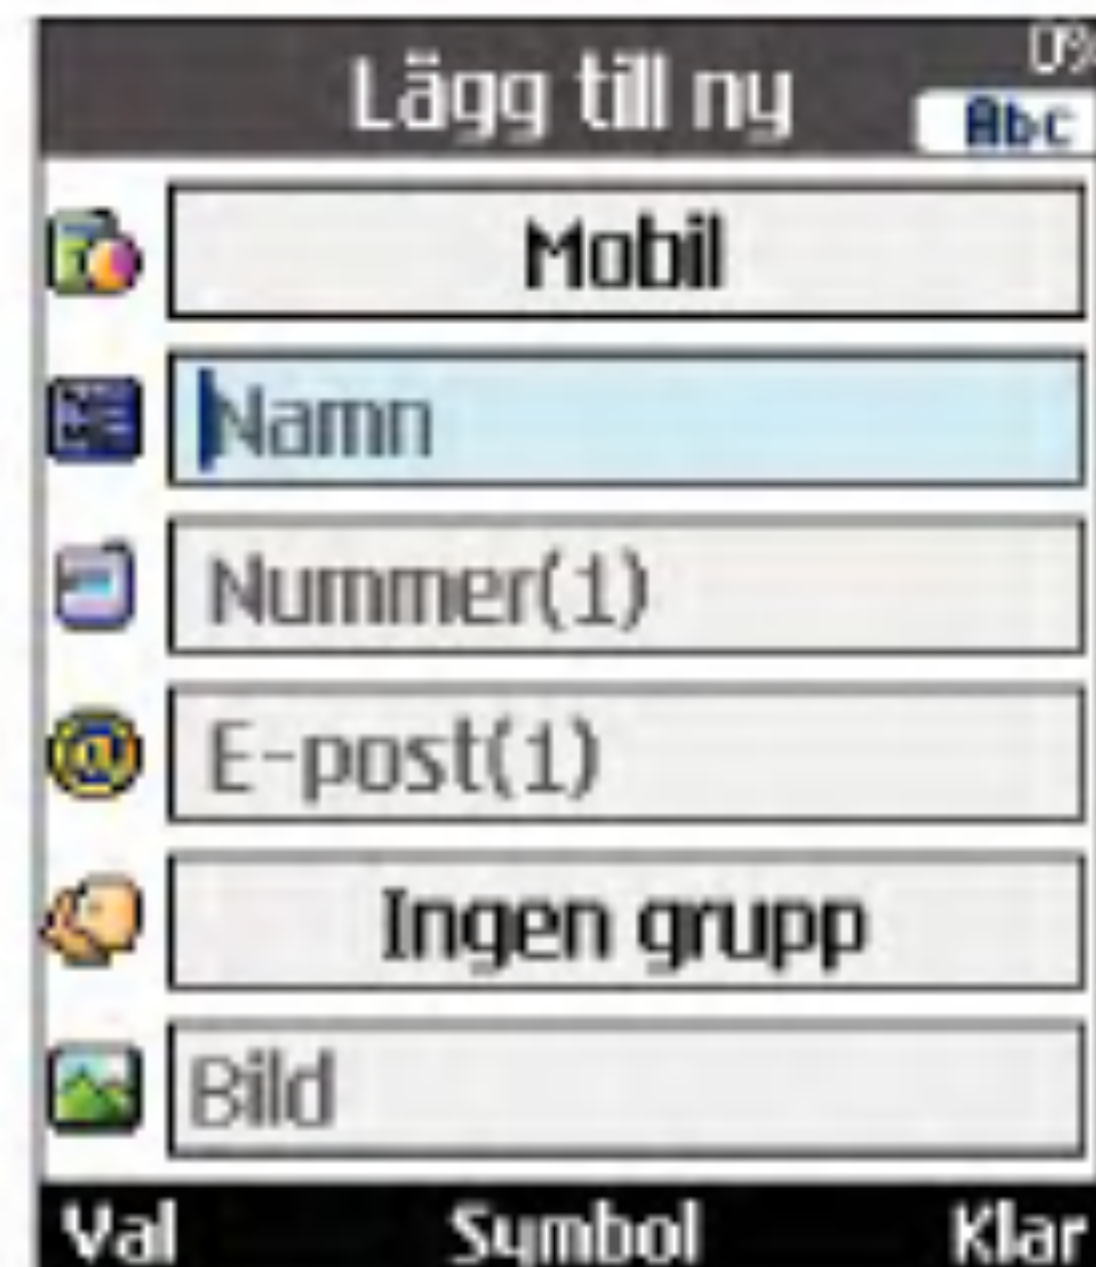 Lägg till ny
Abc
Mobil
Namn
Nummer(1)
E-post(1)
Ingen grupp
Bild
Val Symbol Klar